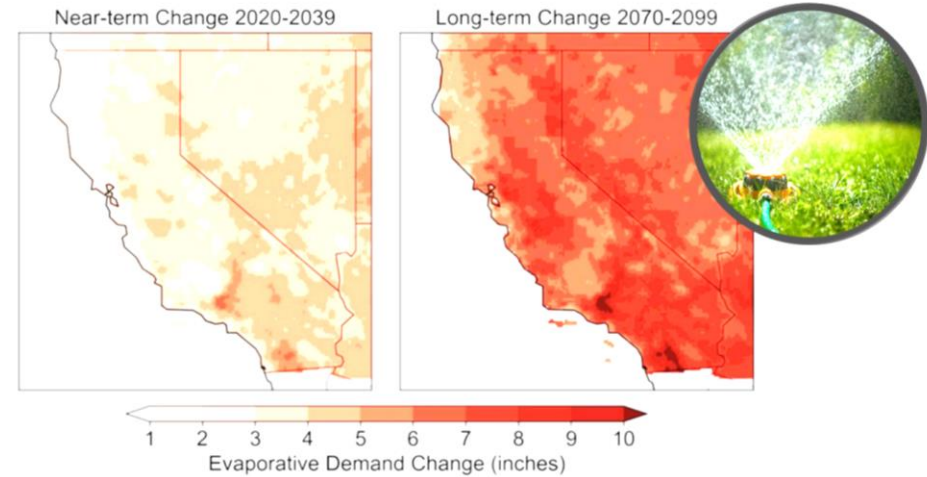 Near-term Change 2020-2039
Long-term Change 2070-2099
1 2 3 4 5 6 7 8 9 10
Evaporative Demand Change (inches)